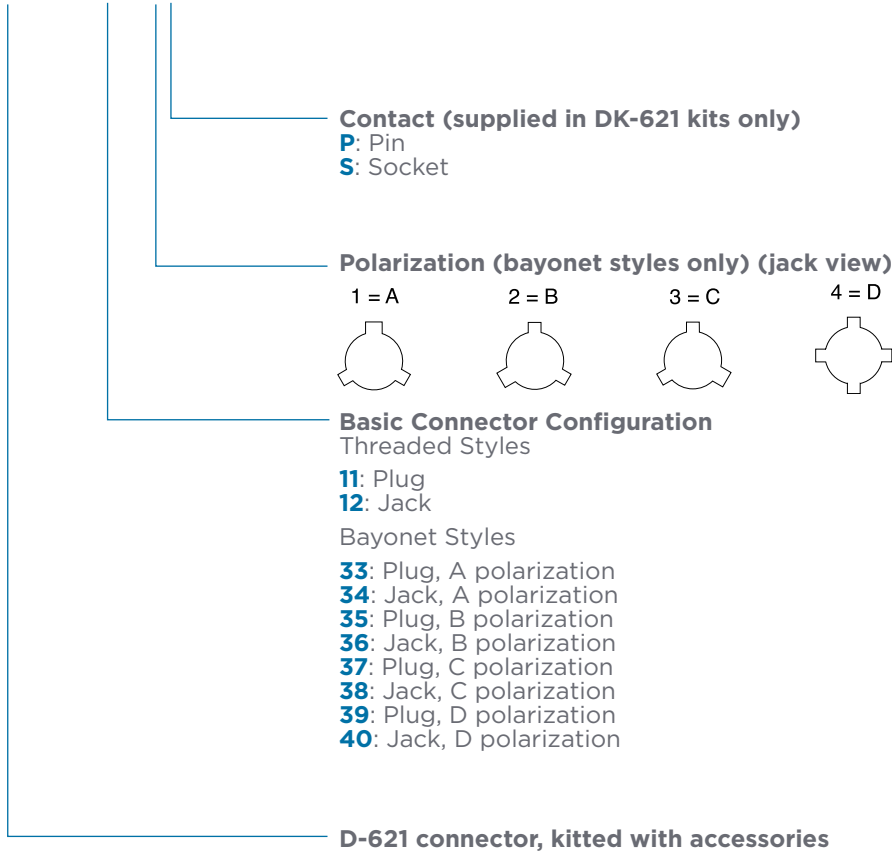 Contact (supplied in DK-621 kits only)
P: Pin
S: Socket
Polarization (bayonet styles only) (jack view)
1 = A 2 = B 3 = C 4 = D
Basic Connector Configuration
Threaded Styles
11: Plug
12: Jack
Bayonet Styles
33: Plug, A polarization
34: Jack, A polarization
35: Plug, B polarization
36: Jack, B polarization
37: Plug, C polarization
38: Jack, C polarization
39: Plug, D polarization
40: Jack, D polarization
D-621 connector, kitted with accessories